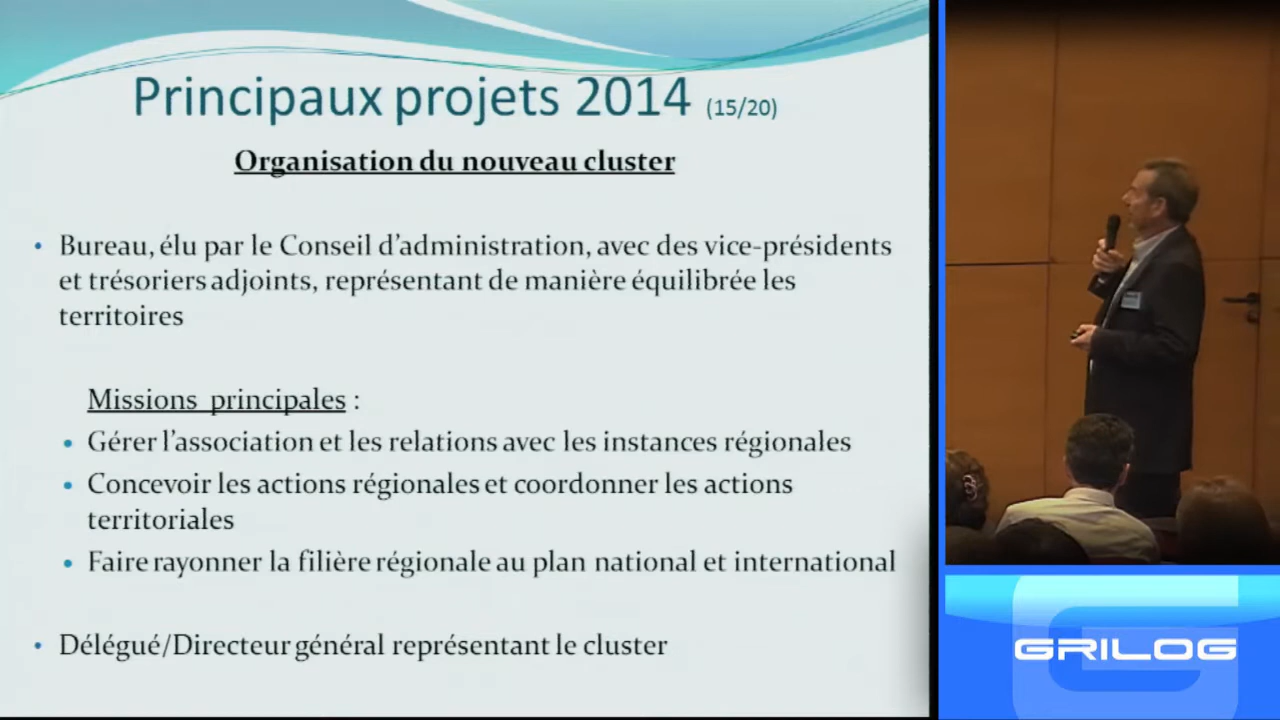 Principaux projets 2014 (15/20)
Organisation du nouveau cluster
• Bureau, élu par le Conseil d'administration, avec des vice-présidents
et trésoriers adjoints, représentant de manière équilibrée les
territoires
Missions principales :
• Gérer l'association et les relations avec les instances régionales
• Concevoir les actions régionales et coordonner les actions
territoriales
• Faire rayonner la filière régionale au plan national et international
• Délégué/Directeur général représentant le cluster
GRILOG